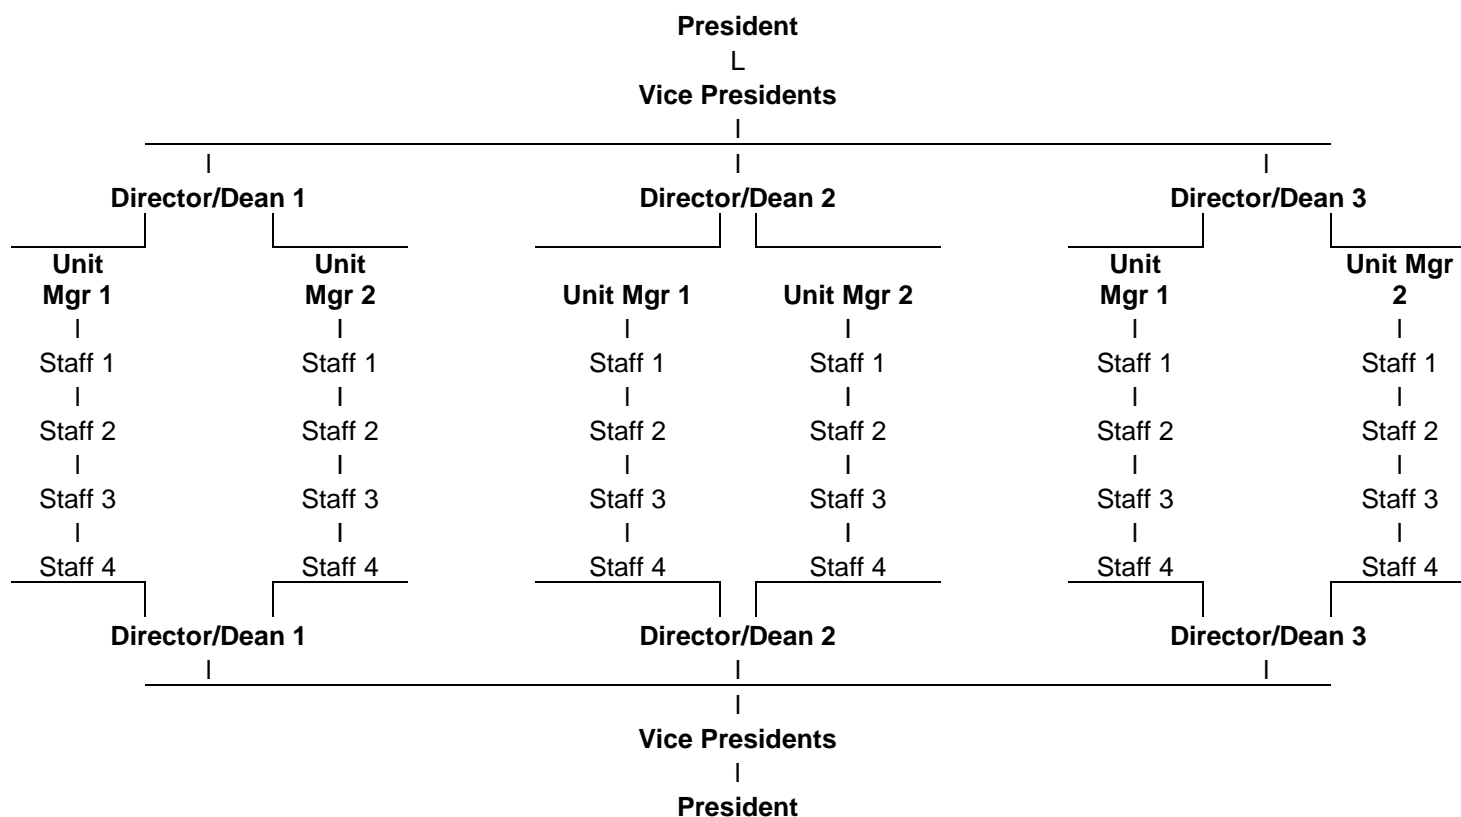 President
L
Vice Presidents
I
I I I
Director/Dean 1 Director/Dean 2 Director/Dean 3
Unit Unit Unit Unit Mgr
Mgr 1 Mgr 2 Unit Mgr 1 Unit Mgr 2 Mgr 1 2
I I I I I I
Staff 1 Staff 1 Staff 1 Staff 1 Staff 1 Staff 1
I I I I I I
Staff 2 Staff 2 Staff 2 Staff 2 Staff 2 Staff 2
I I I I I I
Staff 3 Staff 3 Staff 3 Staff 3 Staff 3 Staff 3
I I I I I I
Staff 4 Staff 4 Staff 4 Staff 4 Staff 4 Staff 4
Director/Dean 1 Director/Dean 2 Director/Dean 3
I I I
I
Vice Presidents
I
President